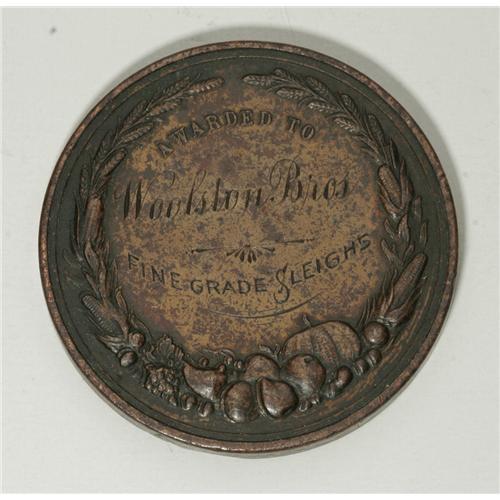 AWARDED TO
Woolston Bros
FINE GRADE SLEIGHS